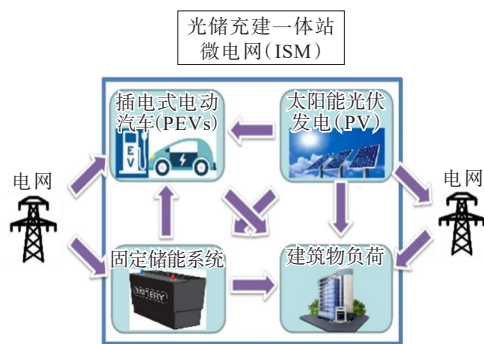 光储充建一体站
微电网(ISM)
插电式电动
汽车(PEVs)
太阳能光伏
发电(PV)
EV
电网
电网
固定储能系统
建筑物负荷
BATTERY